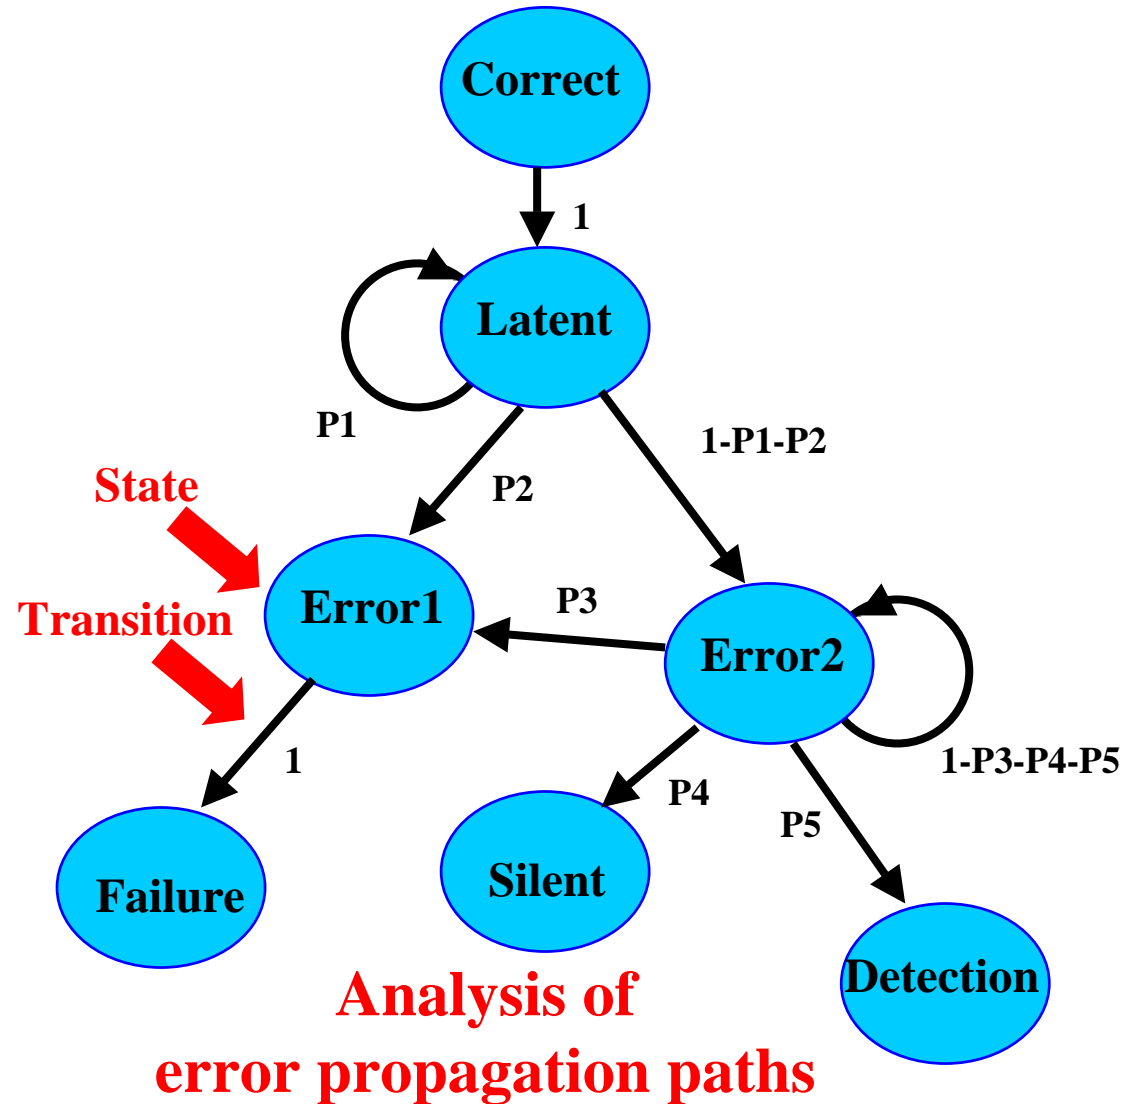 Correct
1
Latent
P1
1-P1-P2
P2
State
Transition
Error1
P3
Error2
1
P4
1-P3-P4-P5
P5
Failure
Silent
Detection
Analysis of
error propagation paths